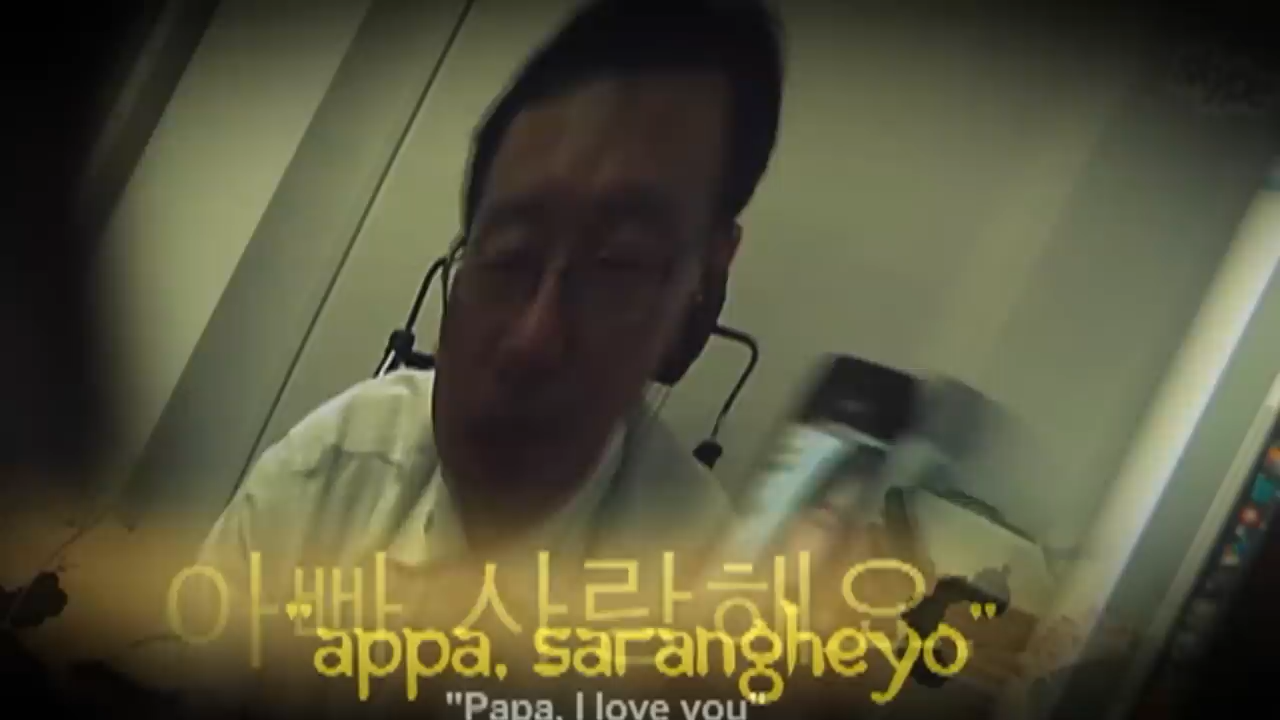 아빠 사랑해요
"appa, sarangheyo"
"Papa, I love you"